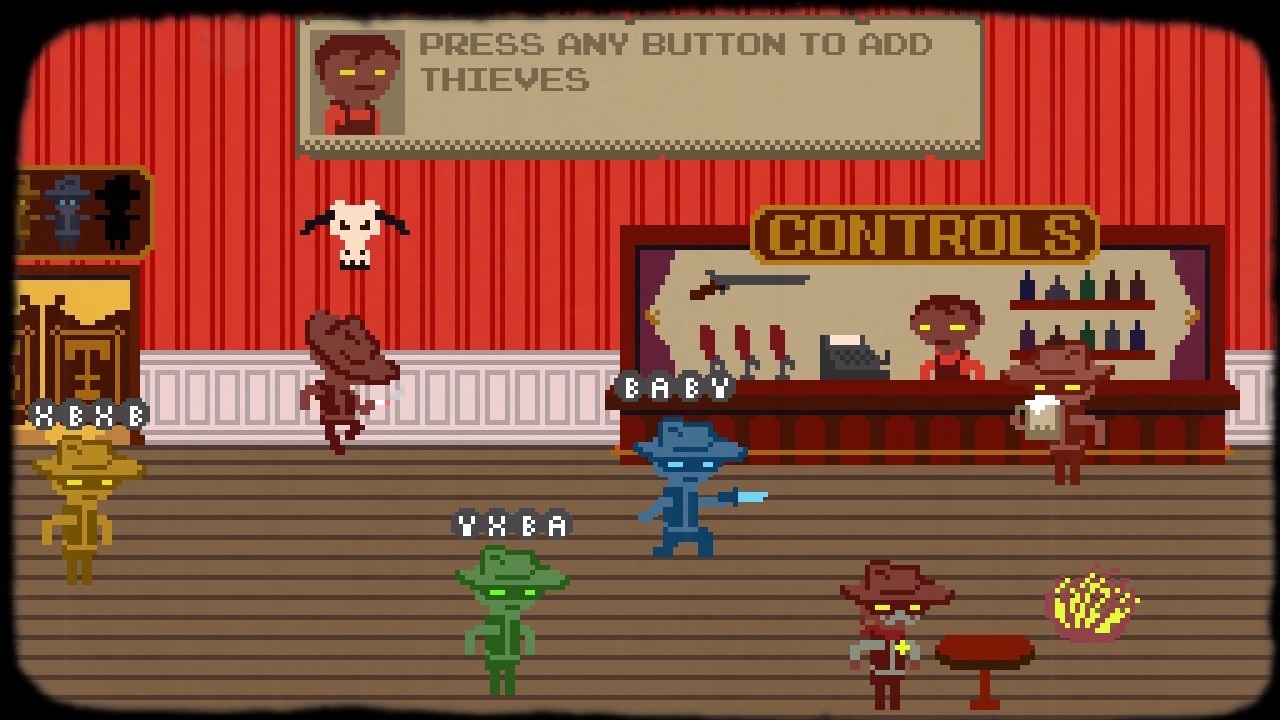 PRESS ANY BUTTON TO ADD
THIEVES
CONTROLS
BABY
XBXB
T
YXBA